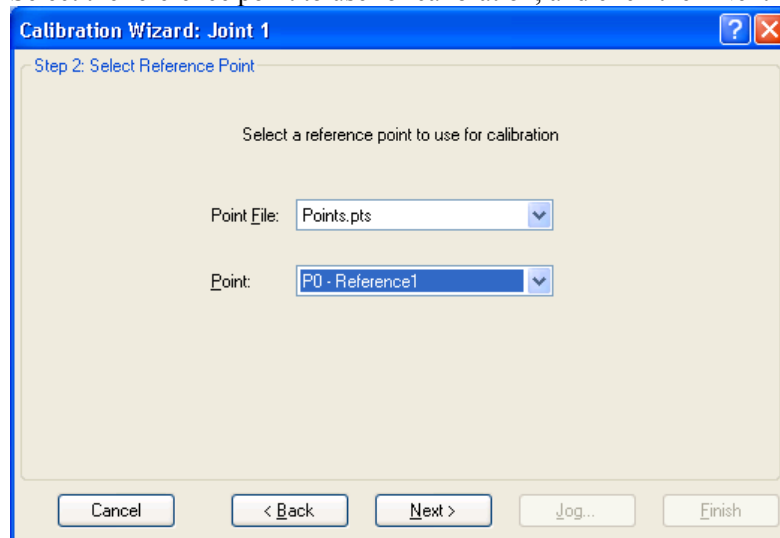 Calibration Wizard: Joint 1
Step 2: Select Reference Point
Select a reference point to use for calibration
Point File: Points.pts
Point: P0 - Reference1
Cancel < Back Next > Jog... Finish